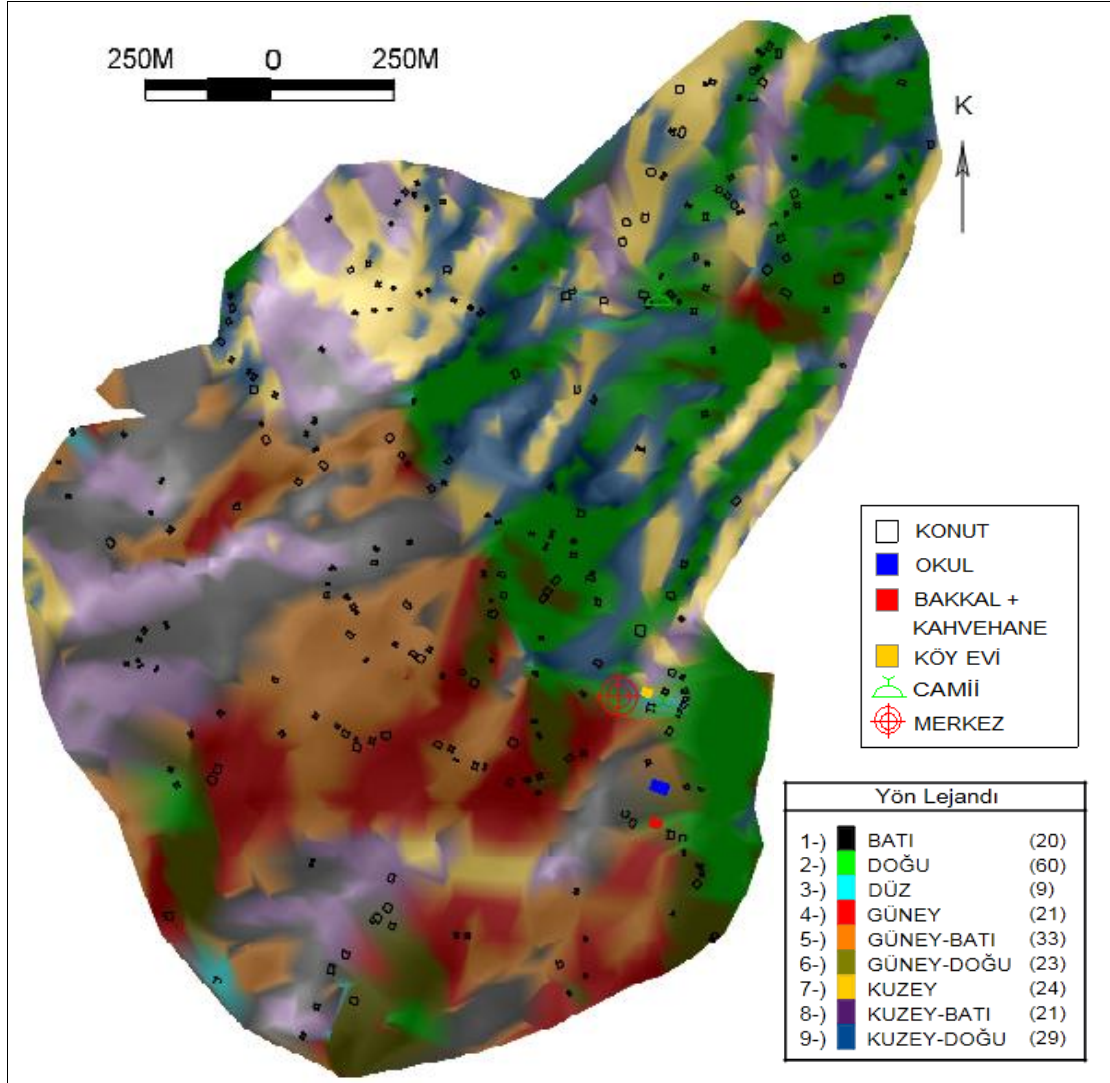 250M 0 250M
K
KONUT
OKUL
BAKKAL +
KAHVEHANE
KÖY EVİ
CAMİİ
MERKEZ
Yön Lejandı
1-) BATI (20)
2-) DOĞU (60)
3-) DÜZ (9)
4-) GÜNEY (21)
5-) GÜNEY-BATI (33)
6-) GÜNEY-DOĞU (23)
7-) KUZEY (24)
8-) KUZEY-BATI (21)
9-) KUZEY-DOĞU (29)